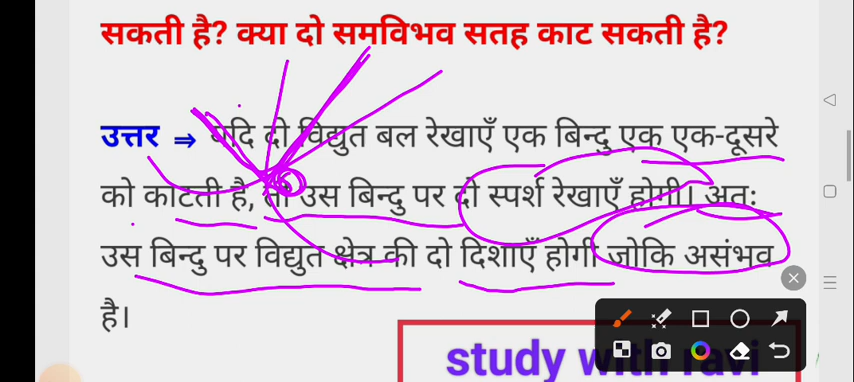 सकती है? क्या दो समविभव सतह काट सकती है?
उत्तर ⇒ यदि दो विद्युत बल रेखाएँ एक बिन्दु एक एक-दूसरे
को काटती है, तो उस बिन्दु पर दो स्पर्श रेखाएँ होगी। अतः
उस बिन्दु पर विद्युत क्षेत्र की दो दिशाएँ होगी जोकि असंभव
है।
study with ravi